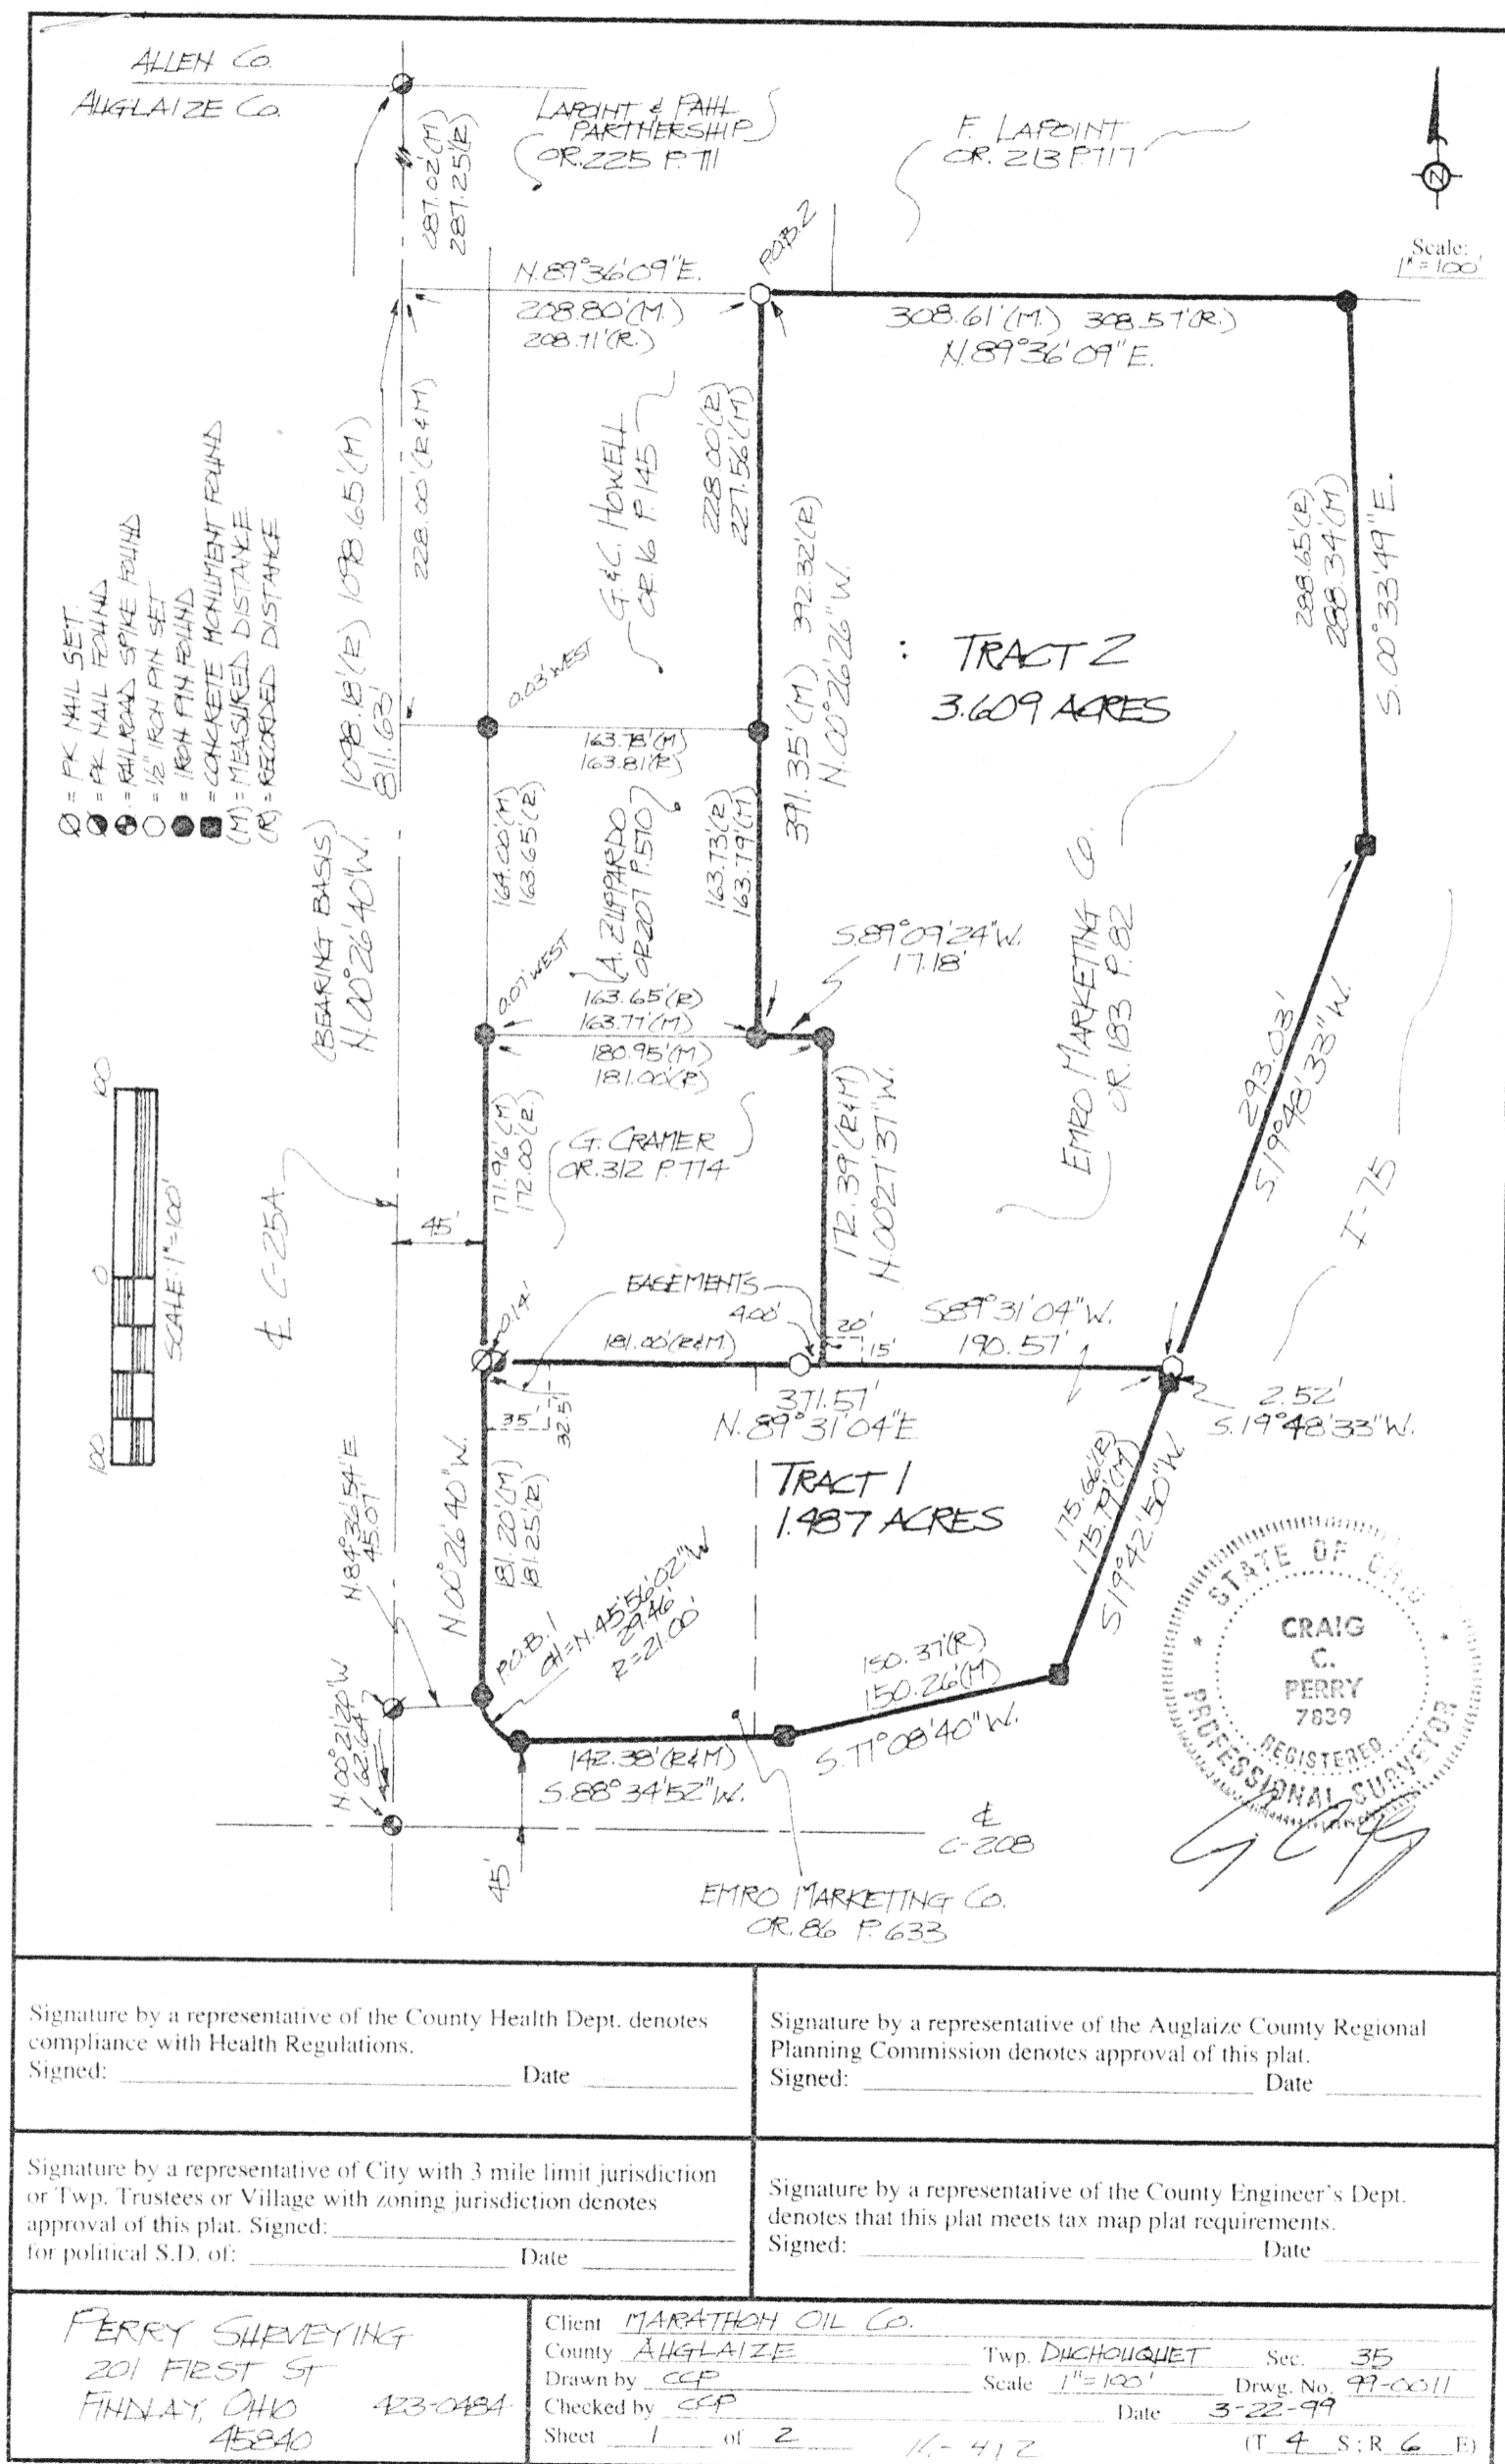 ALLEN CO.
AUGLAIZE CO.
LAPOINT & FAHL
PARTNERSHIP
OR.225 P.711
F. LAPOINT
OR. 213 P.717
287.02'(M)
287.25'(R)
P.O.B.2
Scale:
1"=100'
N.89°36'09"E.
208.80'(M.)
208.71'(R.)
308.61'(M.) 308.57'(R.)
N.89°36'09"E.
228.00'(R&M)
1098.18'(R) 1098.65'(M)
811.63'
G.&C. HOWELL
OR.16 P.145
228.00'(R)
227.56'(M)
391.35'(M) 392.32'(R)
N.00°26'26"W.
288.65'(R)
288.34'(M)
S.00°33'49"E.
= PK NAIL SET
= PK NAIL FOUND
= RAILROAD SPIKE FOUND
= 1/2" IRON PIN SET
= IRON PIN FOUND
= CONCRETE MONUMENT FOUND
(M)= MEASURED DISTANCE
(R)= RECORDED DISTANCE
TRACT 2
3.609 ACRES
0.03' WEST
163.78'(M)
163.81'(R)
(BEARING BASIS)
N.00°26'40"W.
164.00'(M)
163.65'(R)
A. ZUPPARDO
OR.207 P.570
163.73'(R)
163.79'(M)
S.89°09'24"W.
17.18'
EMRO MARKETING CO.
OR. 183 P.82
0.07' WEST
163.65'(R)
163.77'(M)
180.95'(M)
181.00'(R)
293.03'
S.19°48'33"W.
100
0
100
SCALE: 1"=100'
℄ C-25A
171.96'(M)
172.00'(R.)
G. CRAMER
OR.312 P.774
172.39'(R&M)
N.00°27'37"W.
I-75
45'
EASEMENTS
4.00'
0.14'
181.00'(R&M)
20'
15'
S.89°31'04"W.
190.57'
35'
32.5'
371.57'
N.89°31'04"E
2.52'
S.19°48'33"W.
TRACT 1
1.487 ACRES
N.84°36'54"E
45.07'
N.00°26'40"W.
181.20'(M)
181.25'(R)
P.O.B.1
CH=N.45°56'02"W
29.46'
R=21.00'
175.66'(R)
175.79'(M)
S19°42'50"W.
150.37'(R)
150.26'(M)
S.77°08'40"W.
N.00°21'20"W
62.64'
142.38'(R&M)
S.88°34'52"W.
45'
℄
C-208
EMRO MARKETING CO.
OR.86 P.633
STATE OF OHIO
CRAIG
C.
PERRY
7839
REGISTERED
PROFESSIONAL SURVEYOR
Signature by a representative of the County Health Dept. denotes
compliance with Health Regulations.
Signed: Date
Signature by a representative of the Auglaize County Regional
Planning Commission denotes approval of this plat.
Signed: Date
Signature by a representative of City with 3 mile limit jurisdiction
or Twp. Trustees or Village with zoning jurisdiction denotes
approval of this plat. Signed:
for political S.D. of: Date
Signature by a representative of the County Engineer's Dept.
denotes that this plat meets tax map plat requirements.
Signed: Date
PERRY SURVEYING
201 FIRST ST
FINDLAY, OHIO 423-0484
45840
Client MARATHON OIL CO.
County AUGLAIZE Twp. DUCHOUQUET Sec. 35
Drawn by CCP Scale 1"=100' Drwg. No. 99-0011
Checked by CCP Date 3-22-99
Sheet 1 of 2 (T 4 S ; R 6 E)